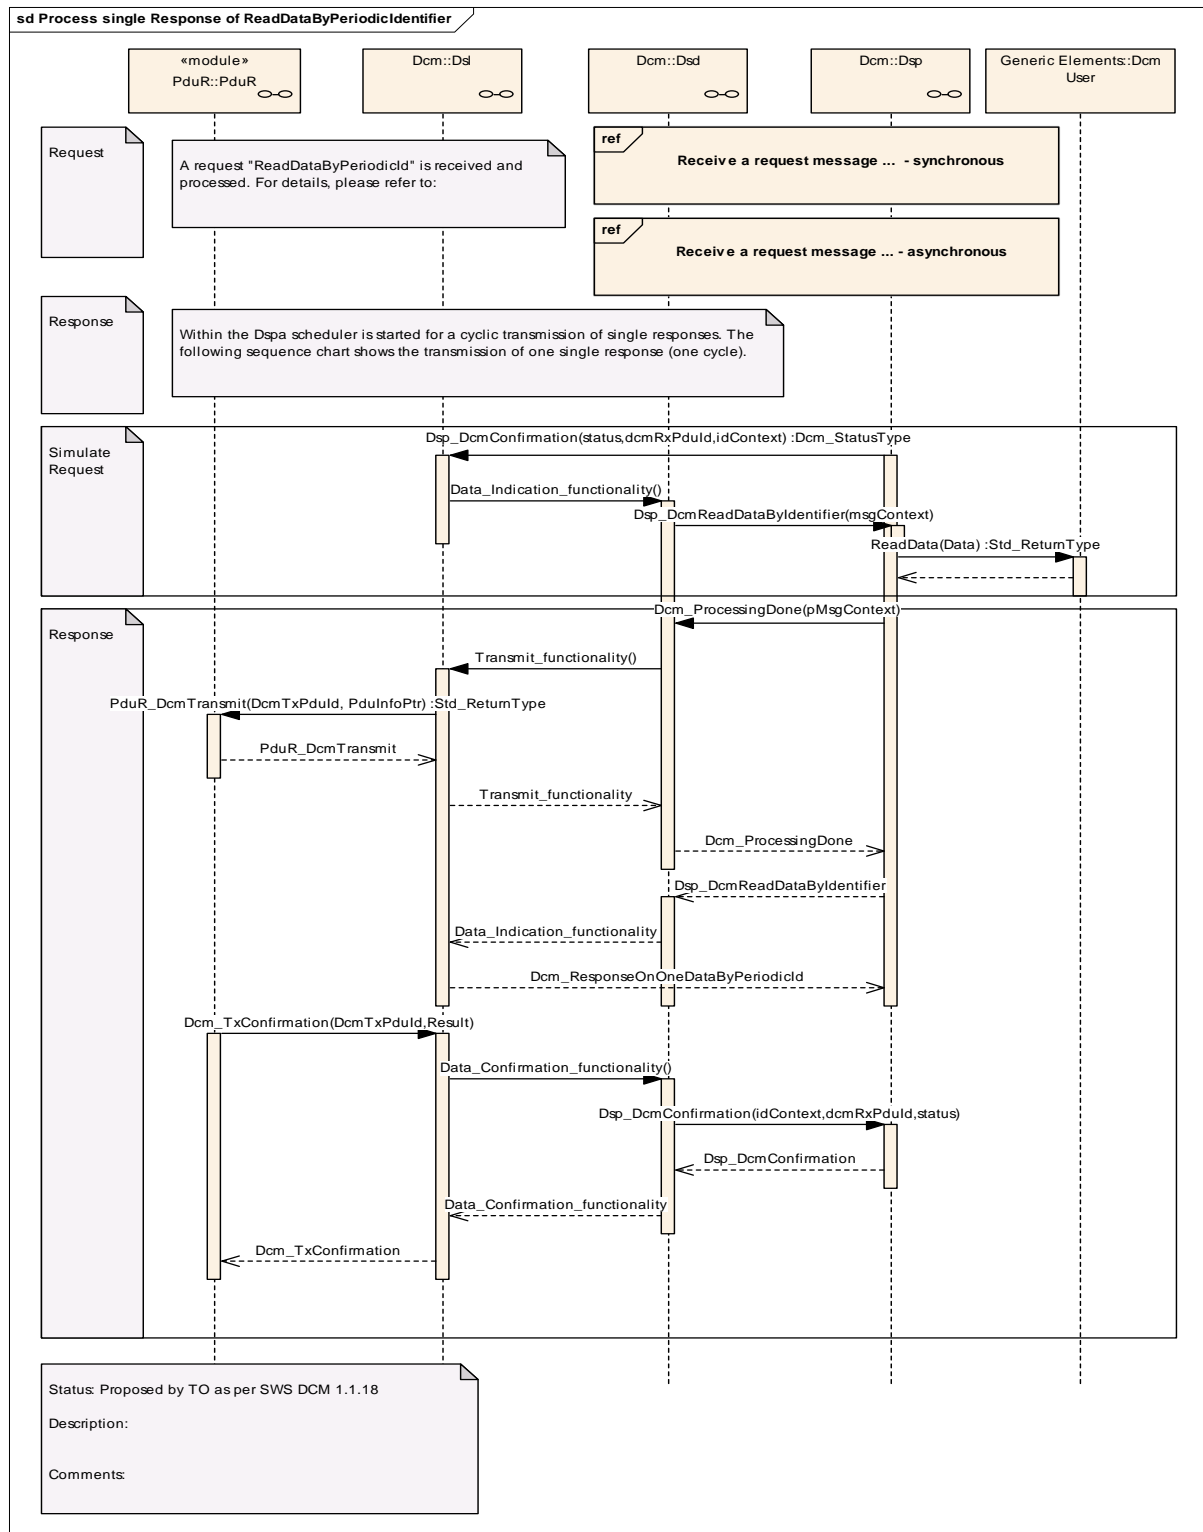 sd Process single Response of ReadDataByPeriodicIdentifier
«module»
PduR::PduR
Dcm::Dsl
Dcm::Dsd
Dcm::Dsp
Generic Elements::Dcm
User
Request
A request "ReadDataByPeriodicId" is received and
processed. For details, please refer to:
ref
Receive a request message ... - synchronous
ref
Receive a request message ... - asynchronous
Response
Within the Dspa scheduler is started for a cyclic transmission of single responses. The
following sequence chart shows the transmission of one single response (one cycle).
Simulate
Request
Dsp_DcmConfirmation(status,dcmRxPduId,idContext) :Dcm_StatusType
Data_Indication_functionality()
Dsp_DcmReadDataByIdentifier(msgContext)
ReadData(Data) :Std_ReturnType
Response
Dcm_ProcessingDone(pMsgContext)
Transmit_functionality()
PduR_DcmTransmit(DcmTxPduId, PduInfoPtr) :Std_ReturnType
PduR_DcmTransmit
Transmit_functionality
Dcm_ProcessingDone
Dsp_DcmReadDataByIdentifier
Data_Indication_functionality
Dcm_ResponseOnOneDataByPeriodicId
Dcm_TxConfirmation(DcmTxPduId,Result)
Data_Confirmation_functionality()
Dsp_DcmConfirmation(idContext,dcmRxPduId,status)
Dsp_DcmConfirmation
Data_Confirmation_functionality
Dcm_TxConfirmation
Status: Proposed by TO as per SWS DCM 1.1.18
Description:
Comments: